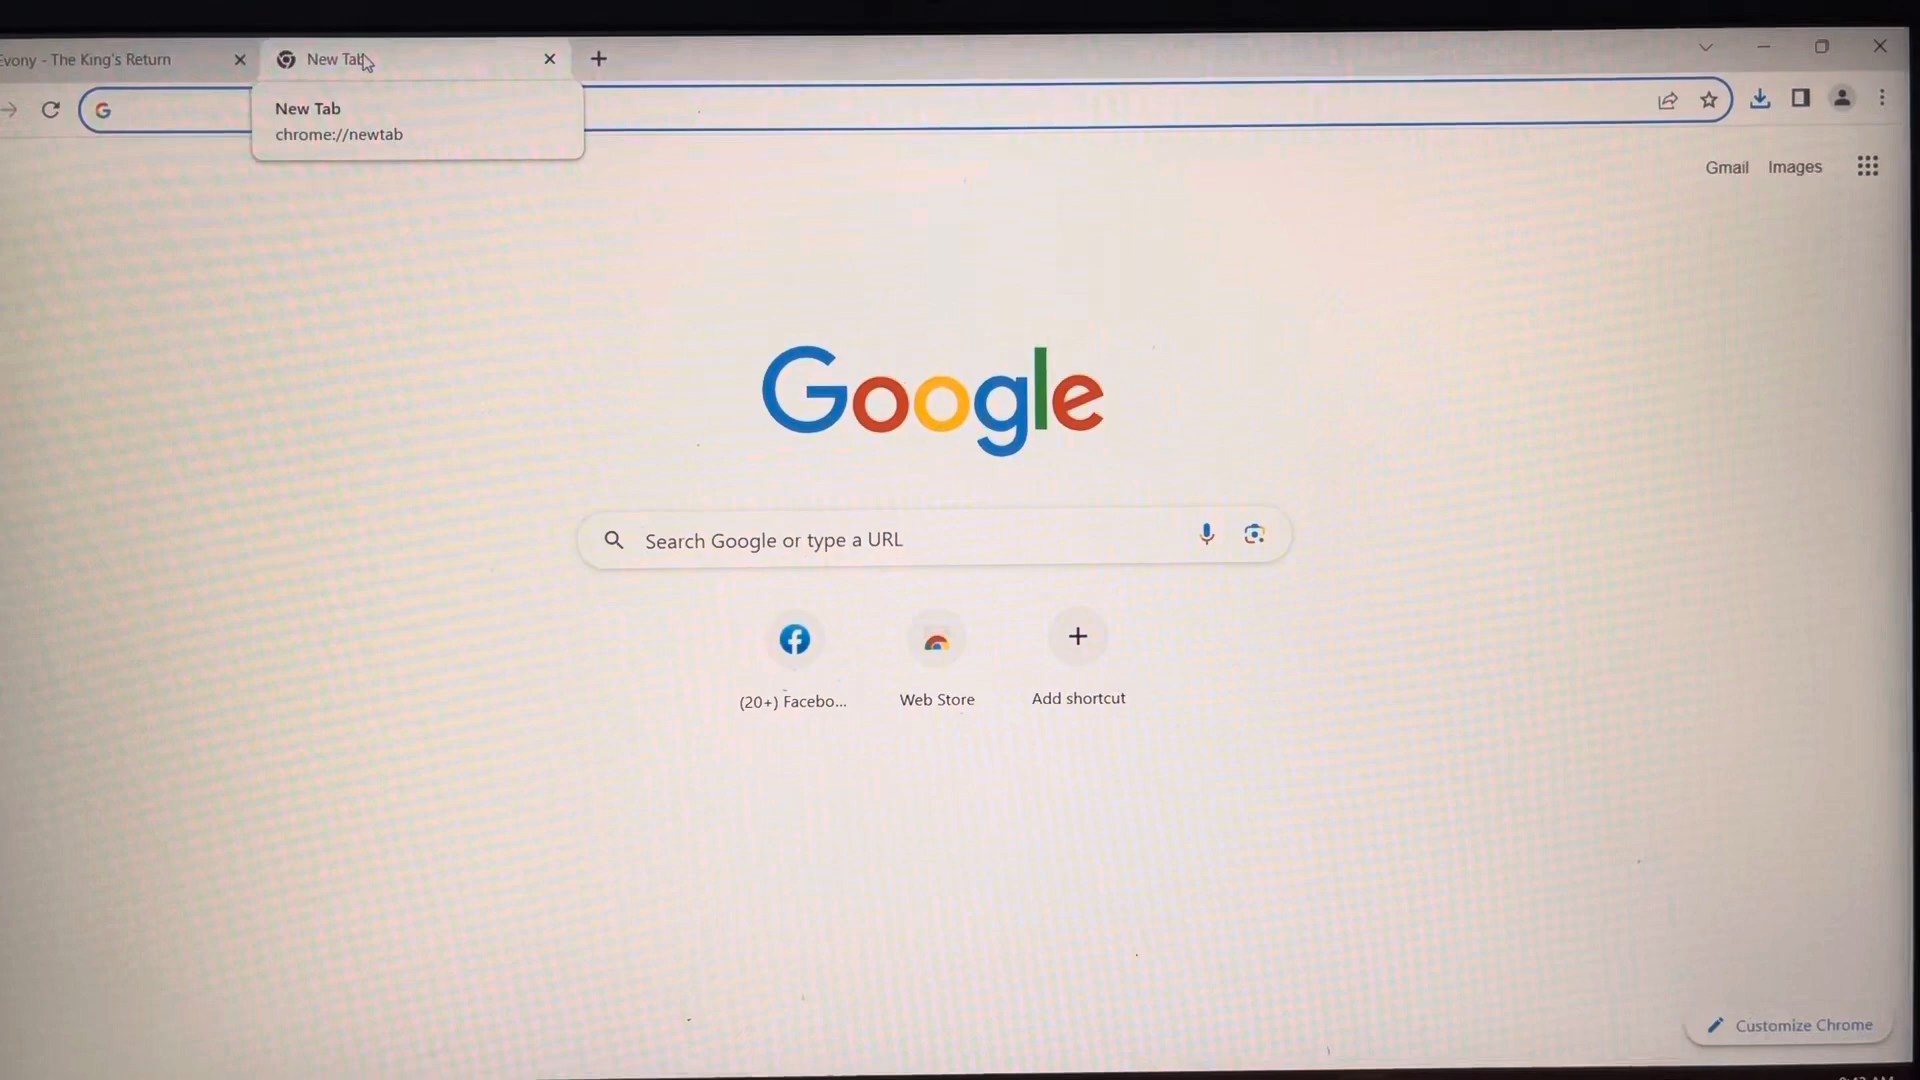 Evony - The King's Return
New Tab
New Tab
chrome://newtab
Gmail Images
Google
Search Google or type a URL
(20+) Facebo...
Web Store
Add shortcut
Customize Chrome